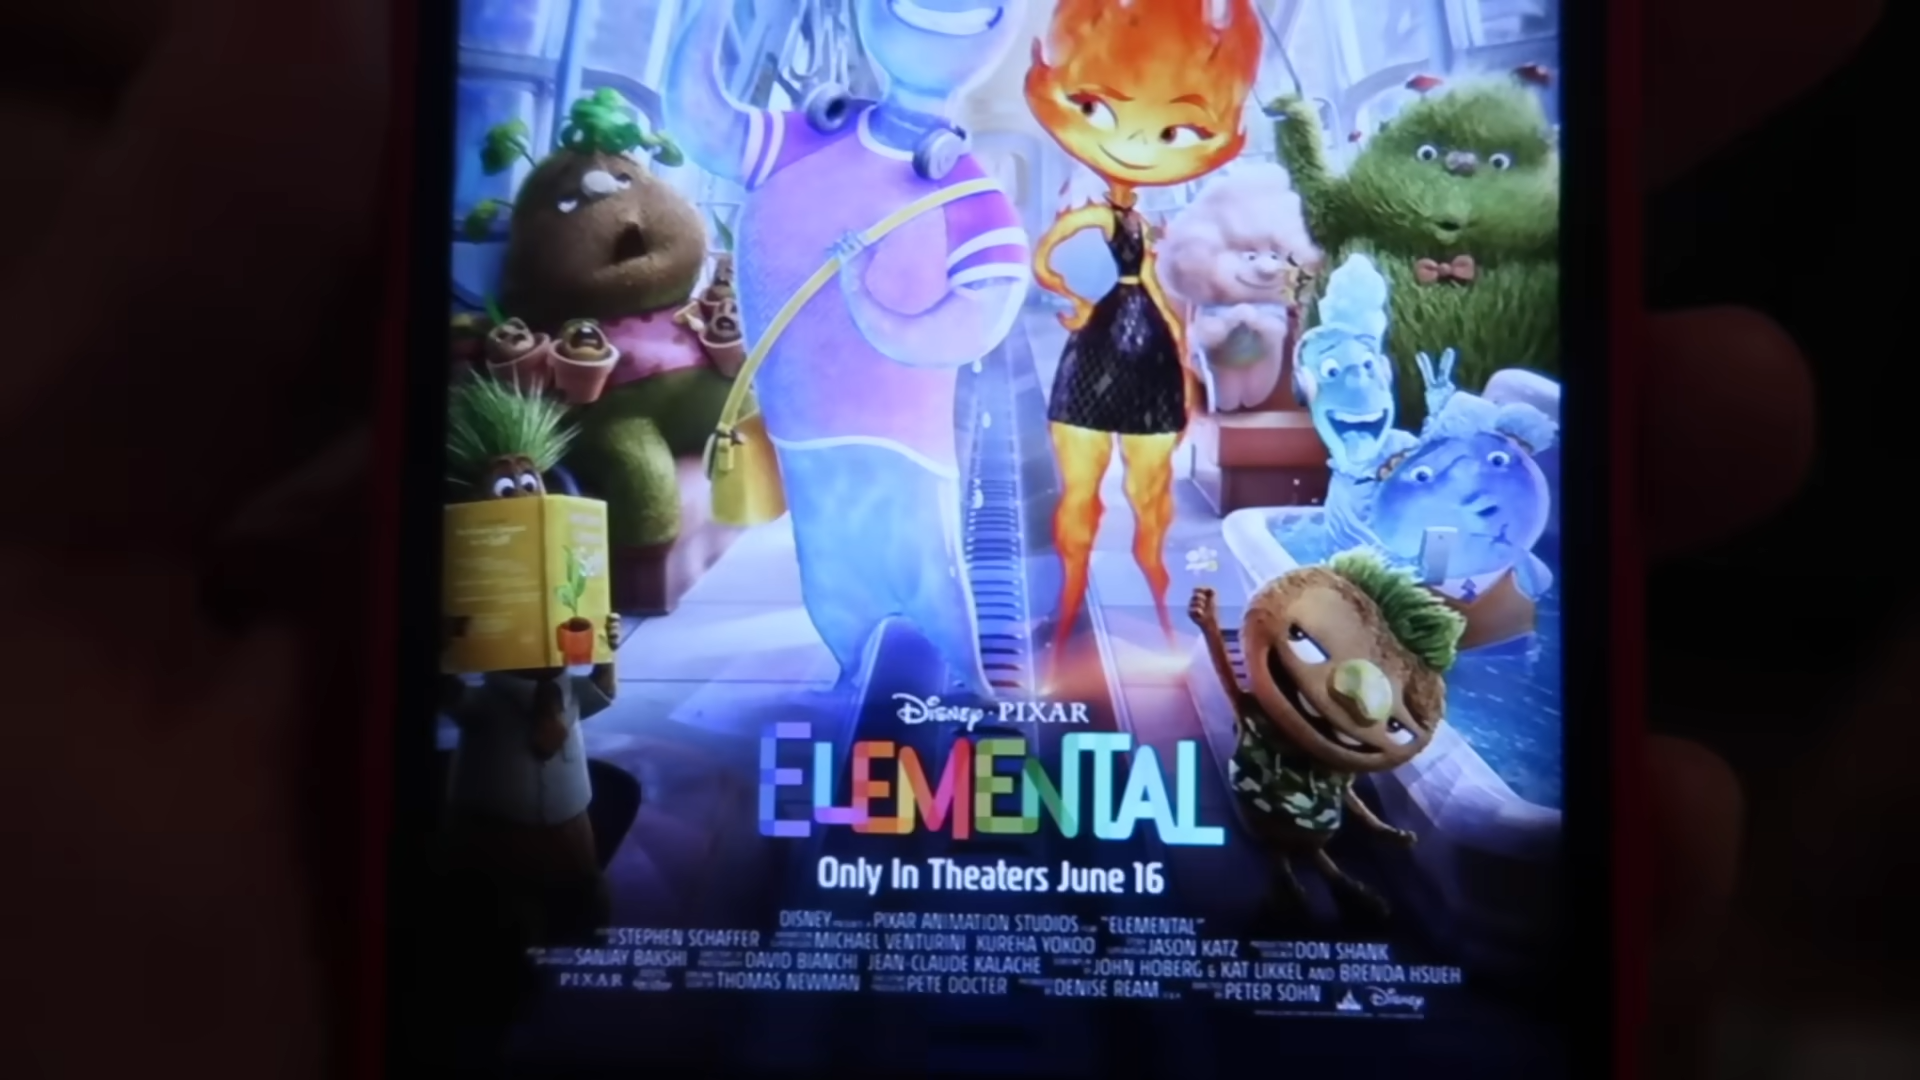 Disney · PIXAR
ELEMENTAL
Only In Theaters June 16
DISNEY PIXAR ANIMATION STUDIOS "ELEMENTAL"
STEPHEN SCHAFFER MICHAEL VENTURINI KUREHA YOKOO JASON KATZ DON SHANK
SANJAY BAKSHI DAVID BIANCHI JEAN-CLAUDE KALACHE JOHN HOBERG & KAT LIKKEL AND BRENDA HSUEH
PIXAR THOMAS NEWMAN PETE DOCTER DENISE REAM PETER SOHN Disney